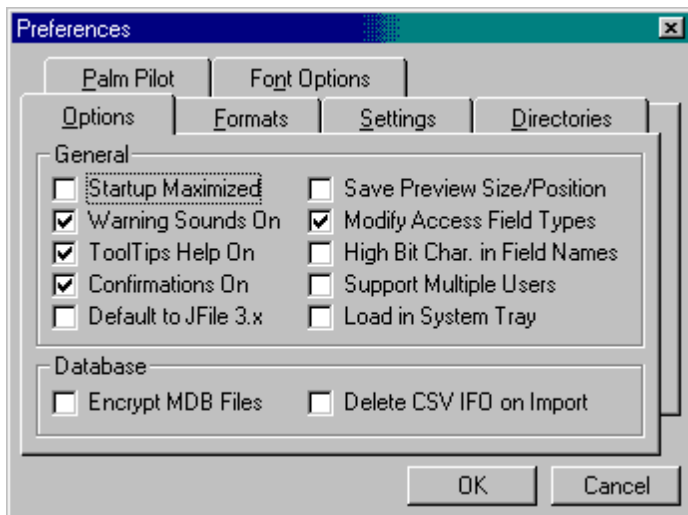 Preferences
Palm Pilot Font Options
Options Formats Settings Directories
General
Startup Maximized Save Preview Size/Position
Warning Sounds On Modify Access Field Types
ToolTips Help On High Bit Char. in Field Names
Confirmations On Support Multiple Users
Default to JFile 3.x Load in System Tray
Database
Encrypt MDB Files Delete CSV IFO on Import
OK Cancel